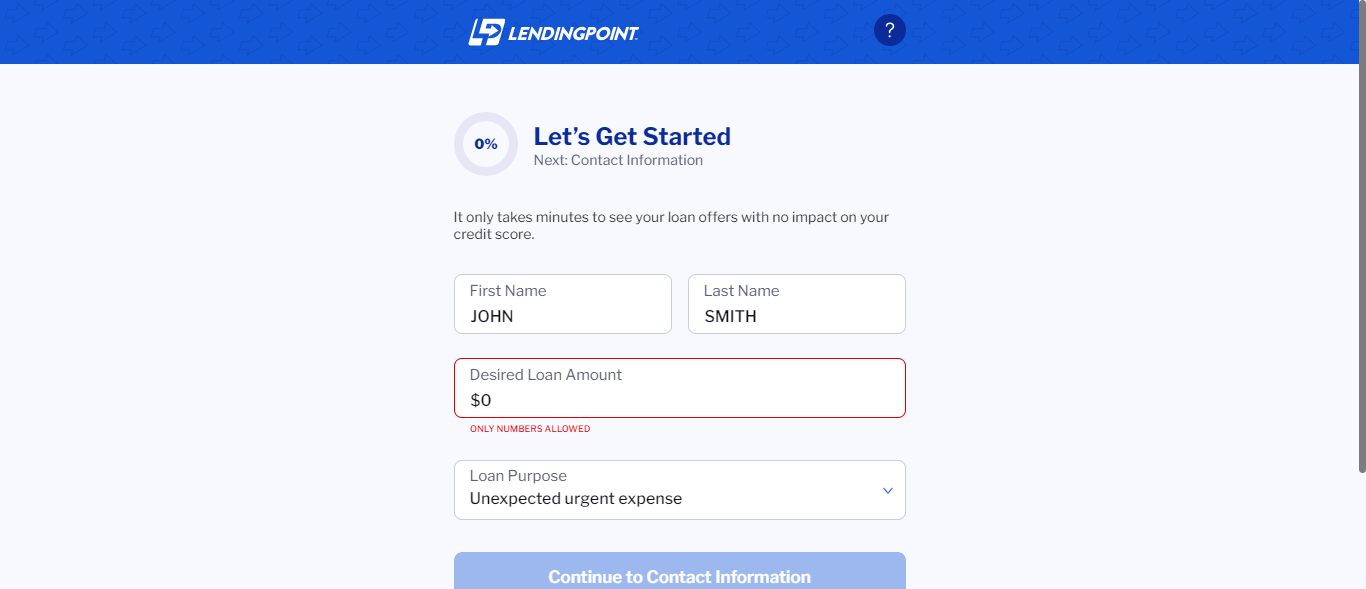 LENDINGPOINT.
?
0%
Let's Get Started
Next: Contact Information
It only takes minutes to see your loan offers with no impact on your
credit score.
First Name
JOHN
Last Name
SMITH
Desired Loan Amount
$0
ONLY NUMBERS ALLOWED
Loan Purpose
Unexpected urgent expense
Continue to Contact Information